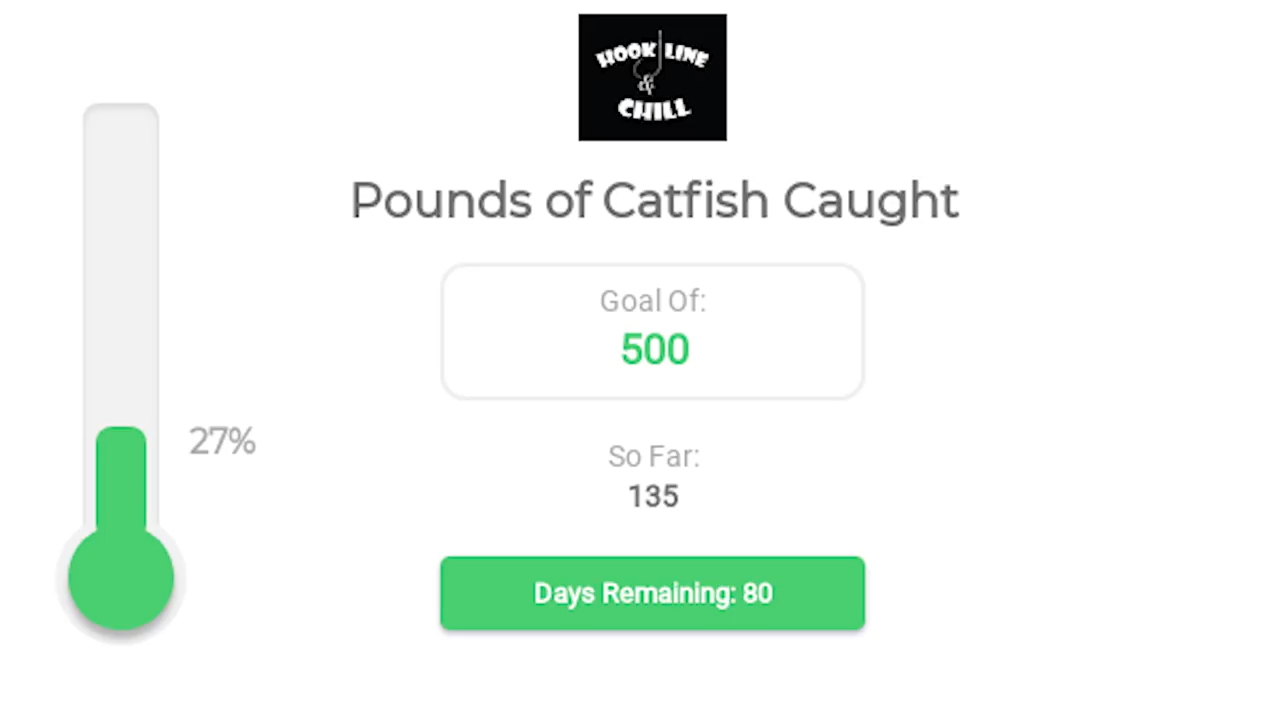 HOOK LINE
&
CHILL
Pounds of Catfish Caught
Goal Of:
500
27%
So Far:
135
Days Remaining: 80